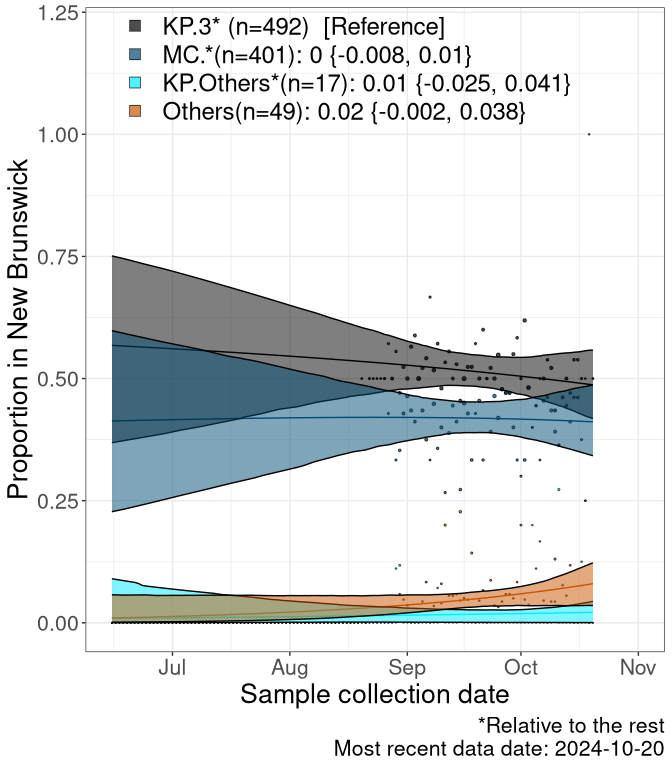 KP.3* (n=492)  [Reference]
MC.*(n=401): 0 {-0.008, 0.01}
KP.Others*(n=17): 0.01 {-0.025, 0.041}
Others(n=49): 0.02 {-0.002, 0.038}
1.25
1.00
0.75
0.50
0.25
0.00
Proportion in New Brunswick
Jul
Aug
Sep
Oct
Nov
Sample collection date
*Relative to the rest
Most recent data date: 2024-10-20